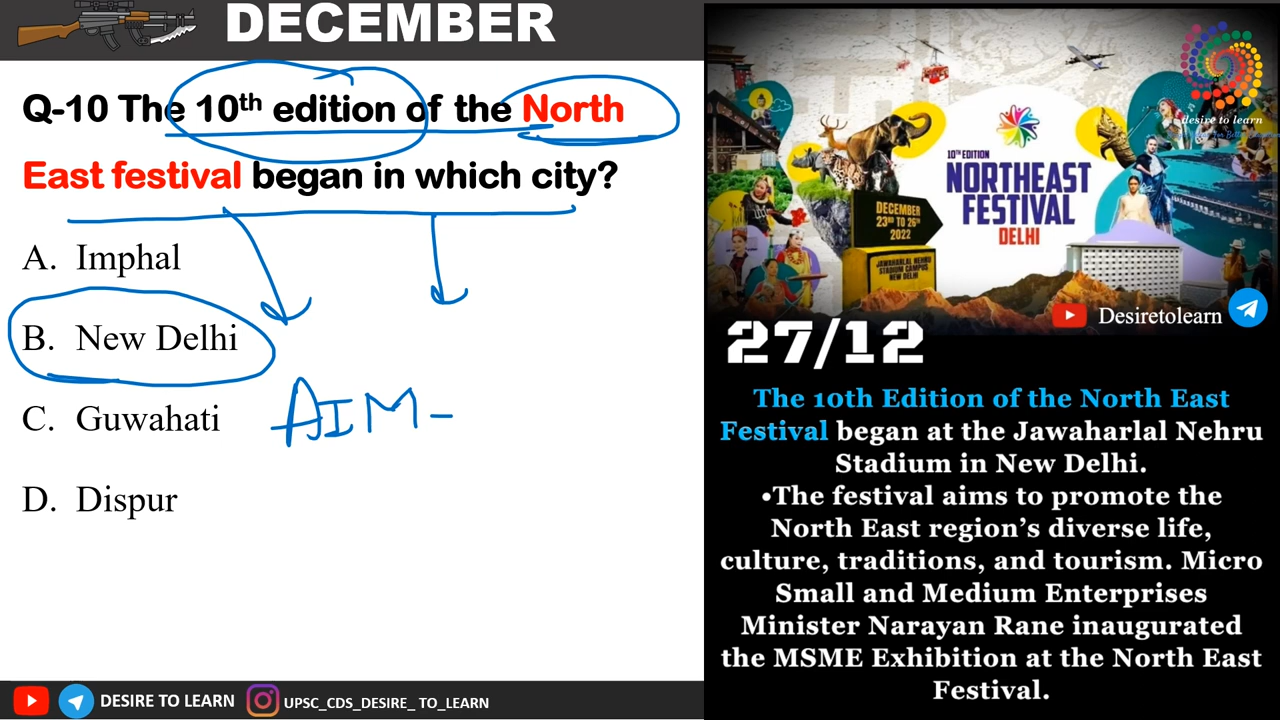 DECEMBER
Q-10 The 10th edition of the North
East festival began in which city?
A. Imphal
B. New Delhi
C. Guwahati
D. Dispur
AIM-
DESIRE TO LEARN
UPSC_CDS_DESIRE_ TO_LEARN
desire to learn
10TH EDITION
NORTHEAST
FESTIVAL
DELHI
DECEMBER
23RD TO 26TH
2022
JAWAHARLAL NEHRU
STADIUM CAMPUS
NEW DELHI
Desiretolearn
27/12
The 10th Edition of the North East
Festival began at the Jawaharlal Nehru
Stadium in New Delhi.
•The festival aims to promote the
North East region’s diverse life,
culture, traditions, and tourism. Micro
Small and Medium Enterprises
Minister Narayan Rane inaugurated
the MSME Exhibition at the North East
Festival.